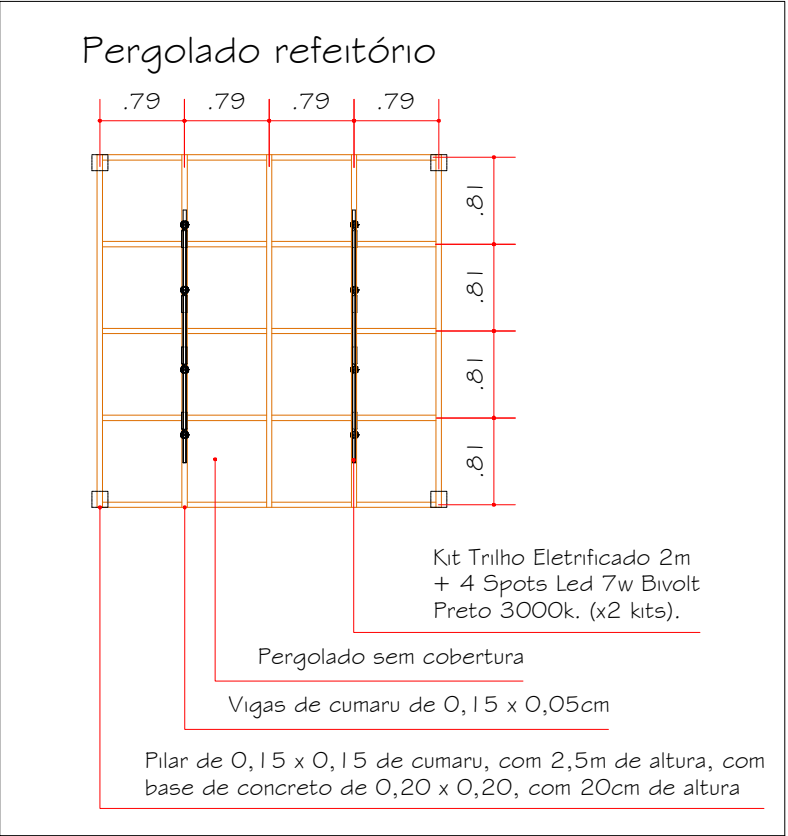 Pergolado refeitório
.79 .79 .79 .79
.81
.81
.81
.81
Kit Trilho Eletrificado 2m
+ 4 Spots Led 7w Bivolt
Preto 3000k. (x2 kits).
Pergolado sem cobertura
Vigas de cumaru de 0,15 x 0,05cm
Pilar de 0,15 x 0,15 de cumaru, com 2,5m de altura, com
base de concreto de 0,20 x 0,20, com 20cm de altura